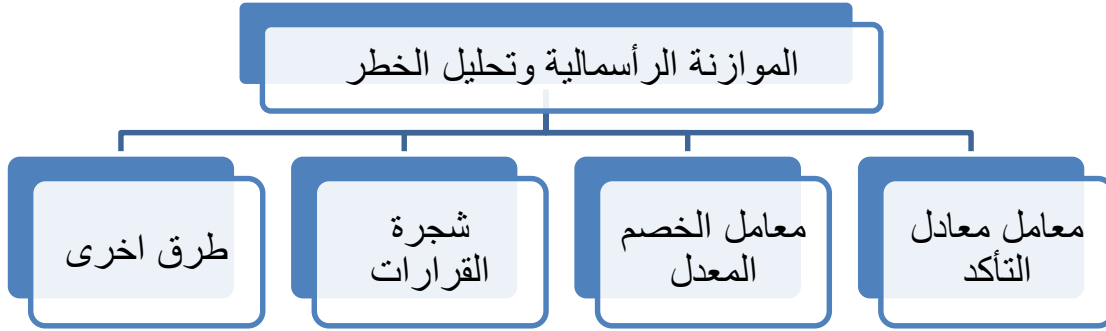 الموازنة الرأسمالية وتحليل الخطر
معامل معادل
التأكد
معامل الخصم
المعدل
شجرة
القرارات
طرق اخرى